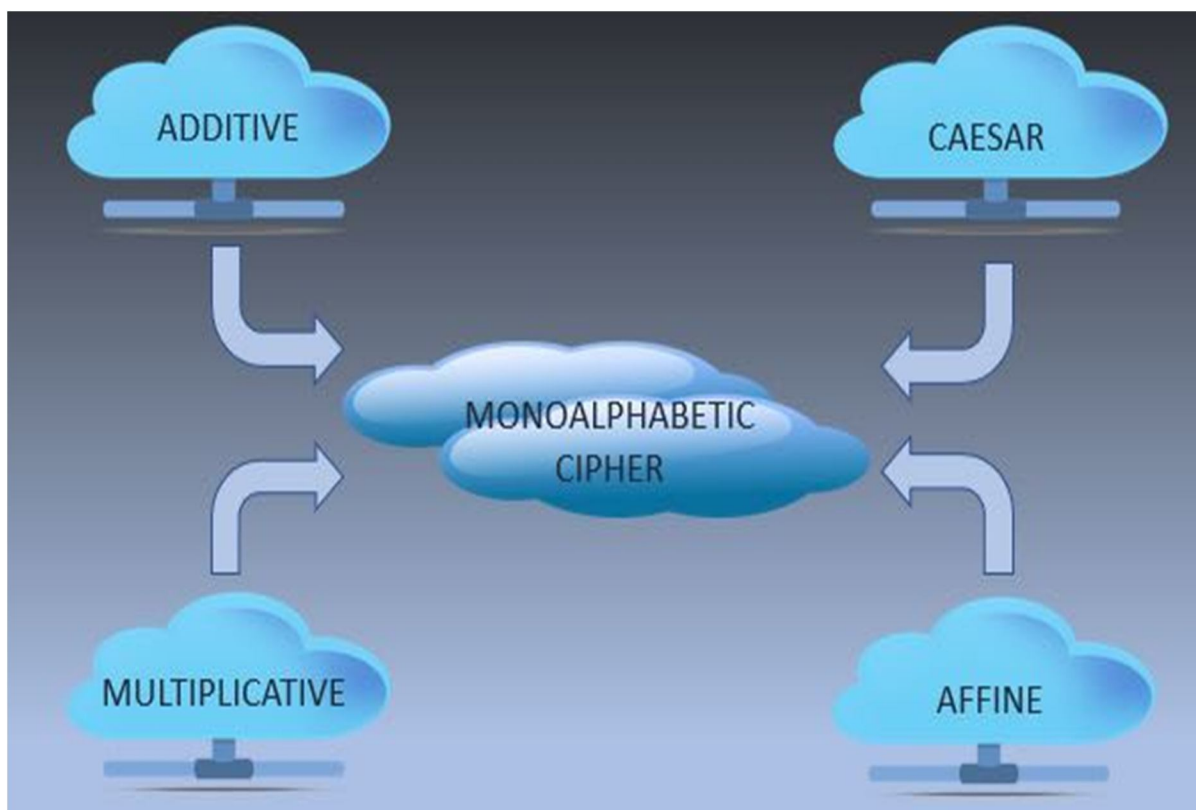 ADDITIVE
CAESAR
MONOALPHABETIC
CIPHER
MULTIPLICATIVE
AFFINE